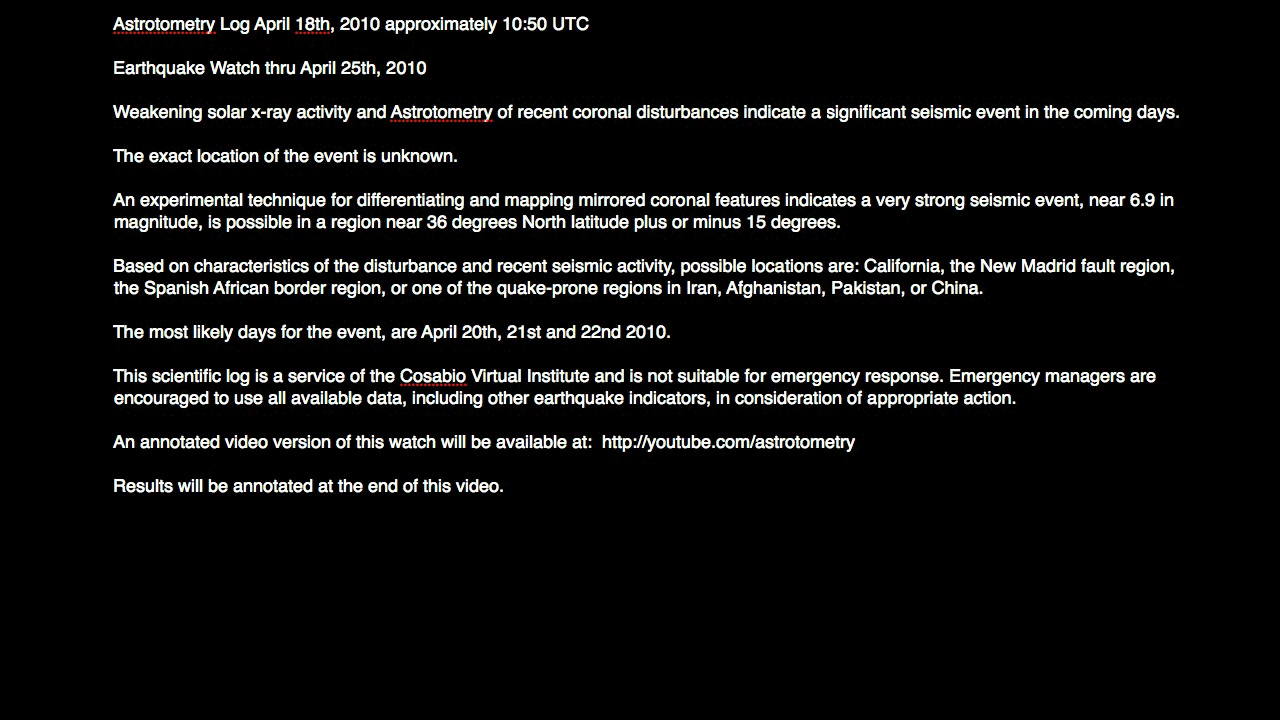 Astrotometry Log April 18th, 2010 approximately 10:50 UTC
Earthquake Watch thru April 25th, 2010
Weakening solar x-ray activity and Astrotometry of recent coronal disturbances indicate a significant seismic event in the coming days.
The exact location of the event is unknown.
An experimental technique for differentiating and mapping mirrored coronal features indicates a very strong seismic event, near 6.9 in
magnitude, is possible in a region near 36 degrees North latitude plus or minus 15 degrees.
Based on characteristics of the disturbance and recent seismic activity, possible locations are: California, the New Madrid fault region,
the Spanish African border region, or one of the quake-prone regions in Iran, Afghanistan, Pakistan, or China.
The most likely days for the event, are April 20th, 21st and 22nd 2010.
This scientific log is a service of the Cosabio Virtual Institute and is not suitable for emergency response. Emergency managers are
encouraged to use all available data, including other earthquake indicators, in consideration of appropriate action.
An annotated video version of this watch will be available at:  http://youtube.com/astrotometry
Results will be annotated at the end of this video.